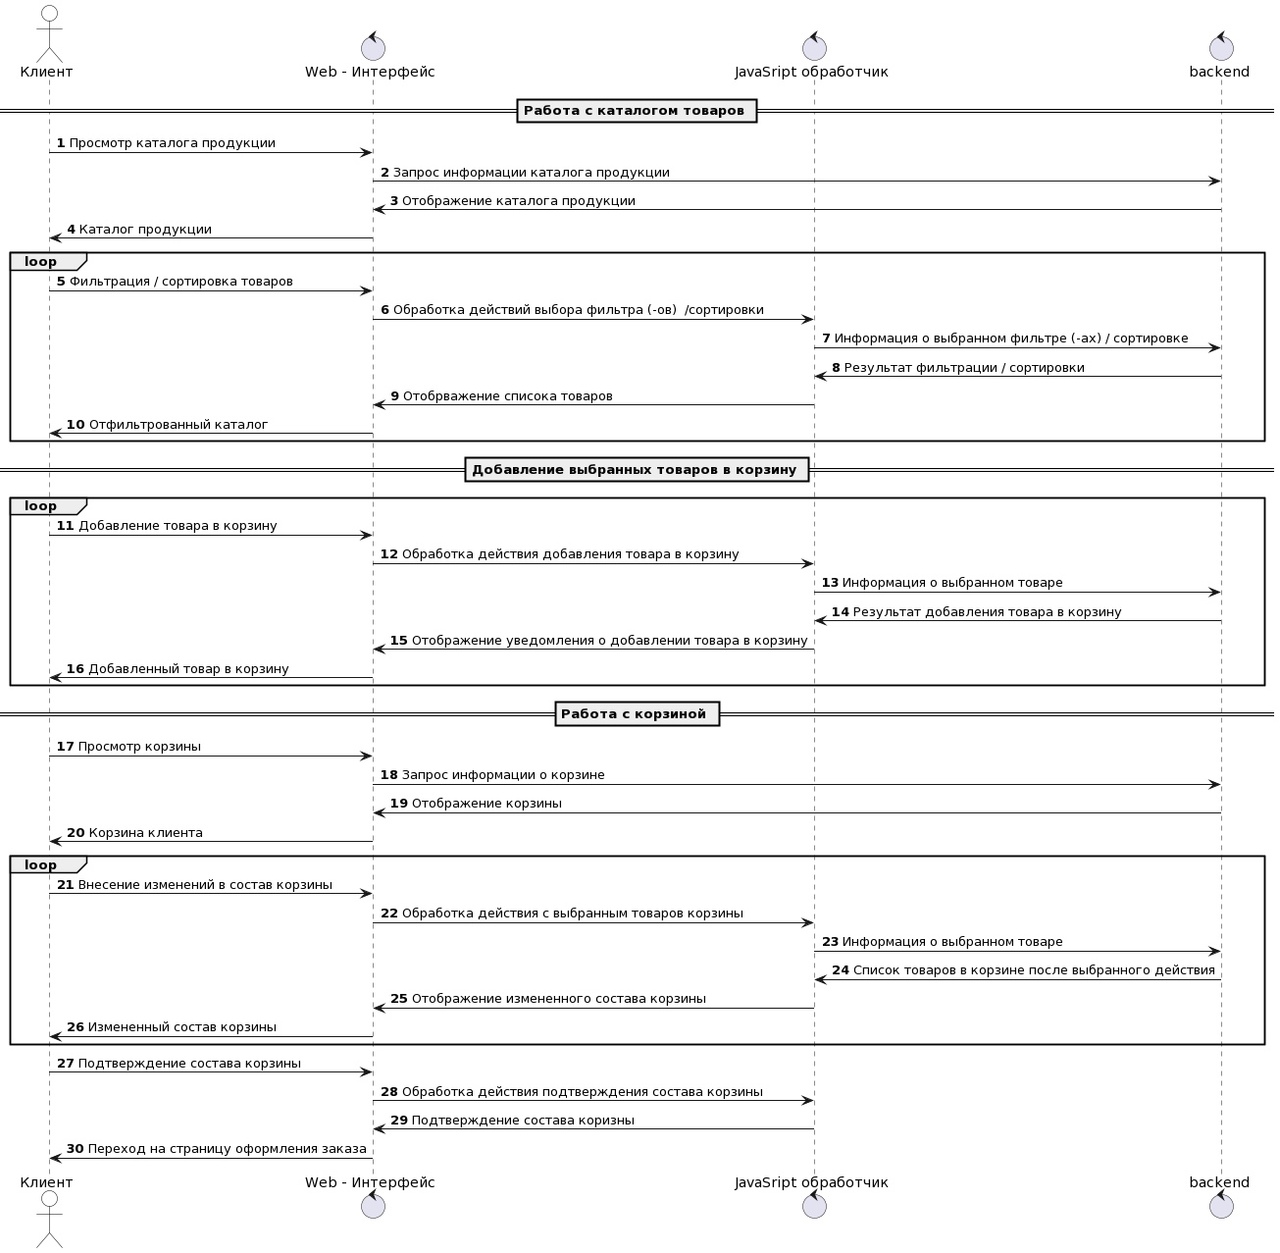 Клиент
Web - Интерфейс
JavaSript обработчик
backend
Работа с каталогом товаров
1 Просмотр каталога продукции
2 Запрос информации каталога продукции
3 Отображение каталога продукции
4 Каталог продукции
loop
5 Фильтрация / сортировка товаров
6 Обработка действий выбора фильтра (-ов) /сортировки
7 Информация о выбранном фильтре (-ах) / сортировке
8 Результат фильтрации / сортировки
9 Отобрважение списока товаров
10 Отфильтрованный каталог
Добавление выбранных товаров в корзину
loop
11 Добавление товара в корзину
12 Обработка действия добавления товара в корзину
13 Информация о выбранном товаре
14 Результат добавления товара в корзину
15 Отображение уведомления о добавлении товара в корзину
16 Добавленный товар в корзину
Работа с корзиной
17 Просмотр корзины
18 Запрос информации о корзине
19 Отображение корзины
20 Корзина клиента
loop
21 Внесение изменений в состав корзины
22 Обработка действия с выбранным товаров корзины
23 Информация о выбранном товаре
24 Список товаров в корзине после выбранного действия
25 Отображение измененного состава корзины
26 Измененный состав корзины
27 Подтверждение состава корзины
28 Обработка действия подтверждения состава корзины
29 Подтверждение состава коризны
30 Переход на страницу оформления заказа
Клиент
Web - Интерфейс
JavaSript обработчик
backend